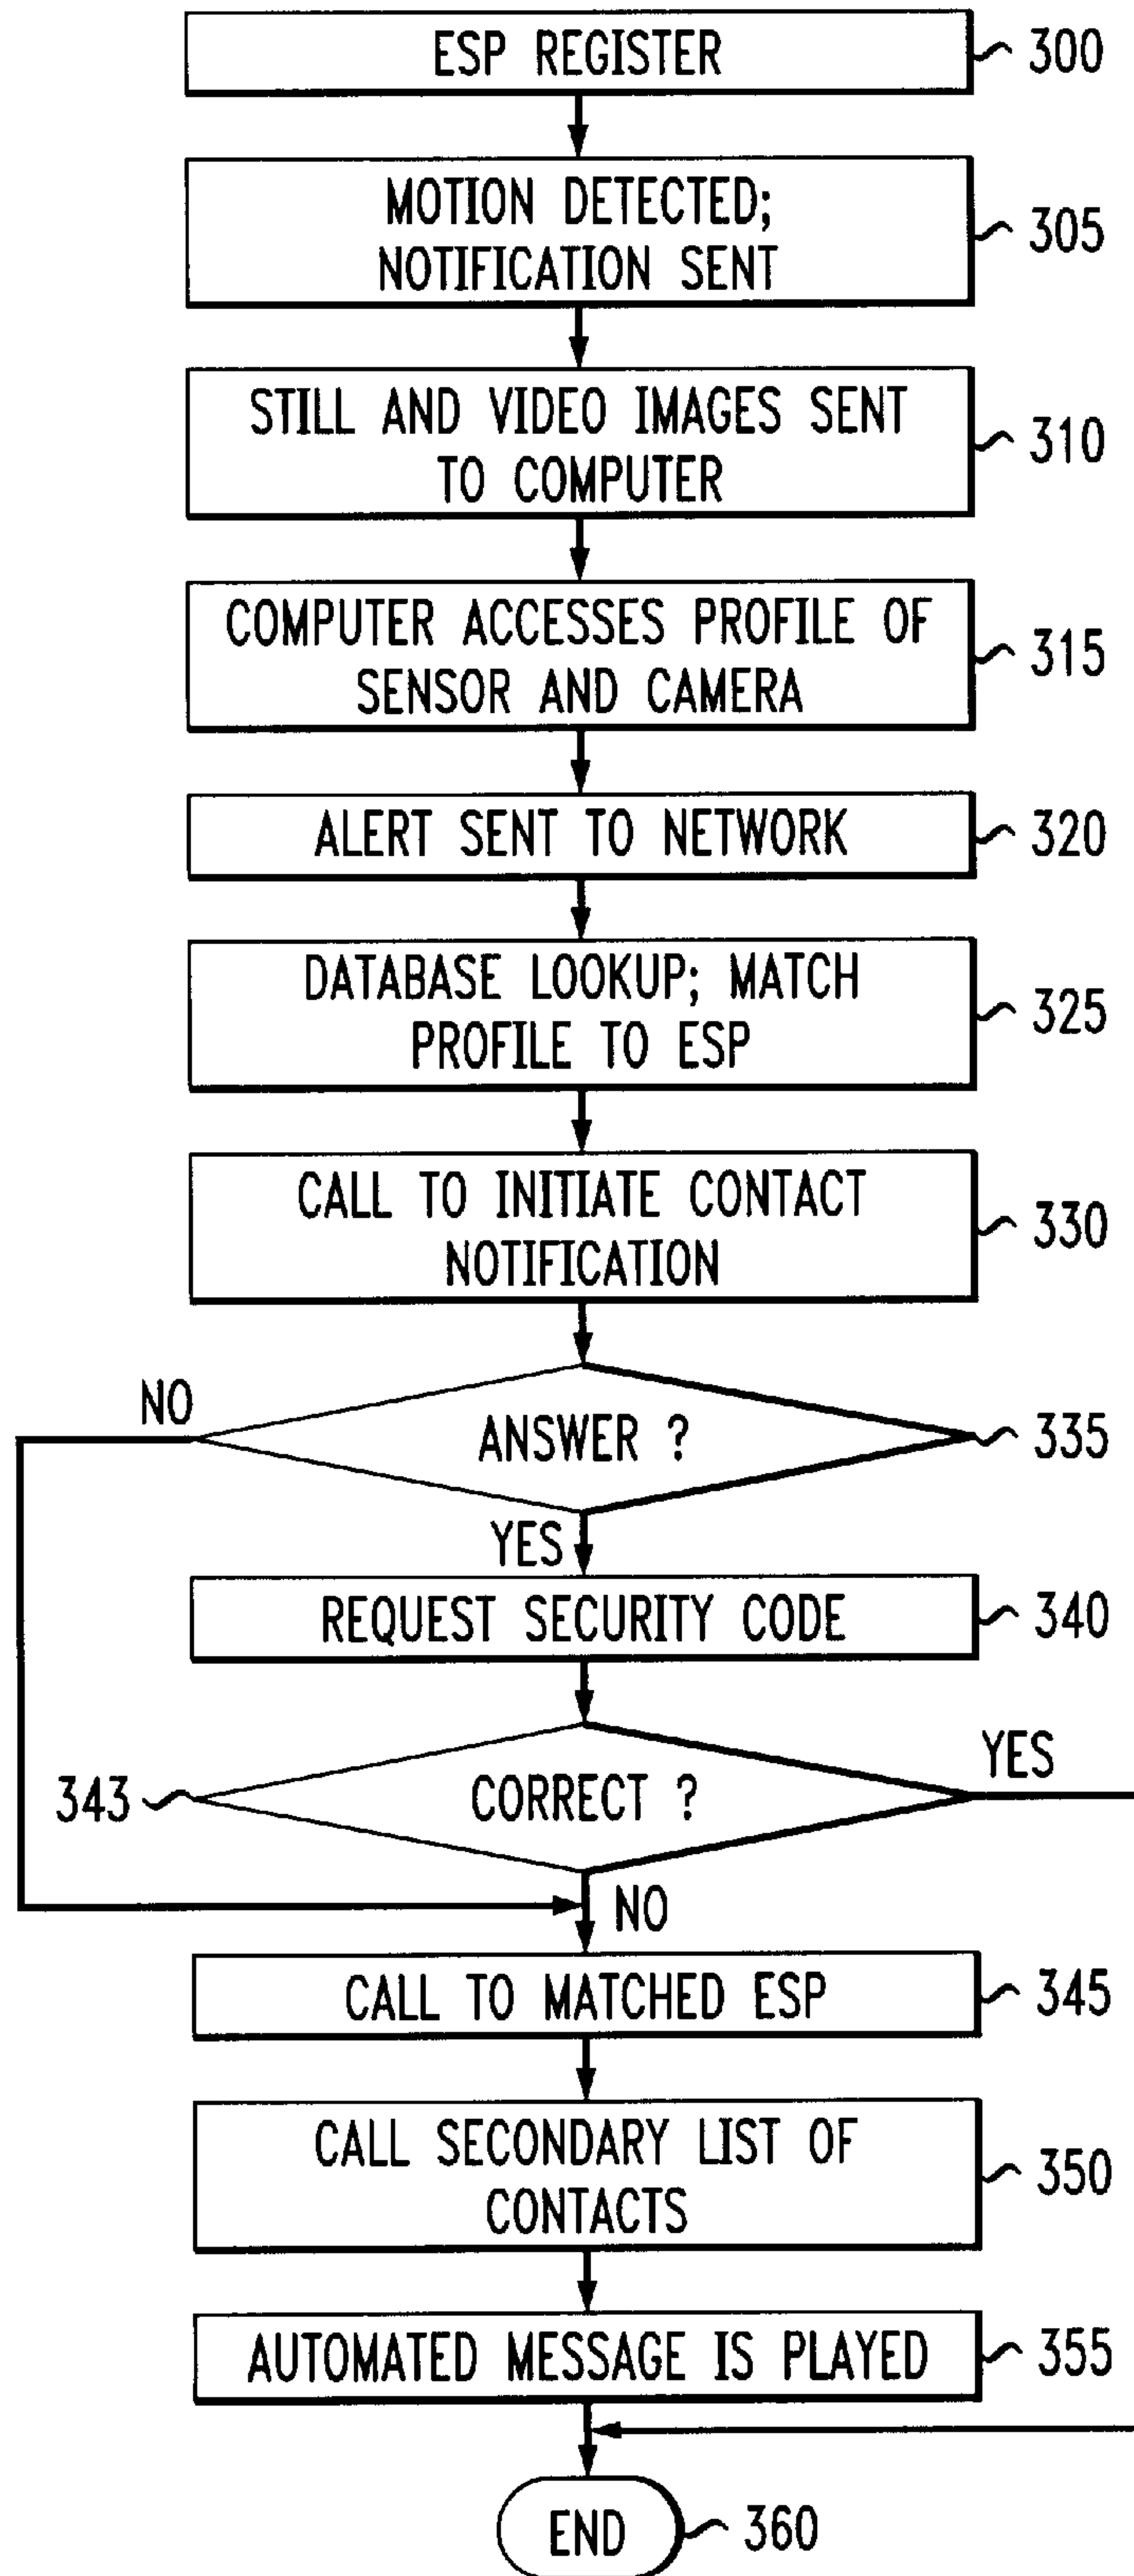 ESP REGISTER 300
MOTION DETECTED;
NOTIFICATION SENT
305
STILL AND VIDEO IMAGES SENT
TO COMPUTER
310
COMPUTER ACCESSES PROFILE OF
SENSOR AND CAMERA
315
ALERT SENT TO NETWORK 320
DATABASE LOOKUP; MATCH
PROFILE TO ESP
325
CALL TO INITIATE CONTACT
NOTIFICATION
330
NO
ANSWER ? 335
YES
REQUEST SECURITY CODE 340
YES
343 CORRECT ?
NO
CALL TO MATCHED ESP 345
CALL SECONDARY LIST OF
CONTACTS
350
AUTOMATED MESSAGE IS PLAYED 355
END 360